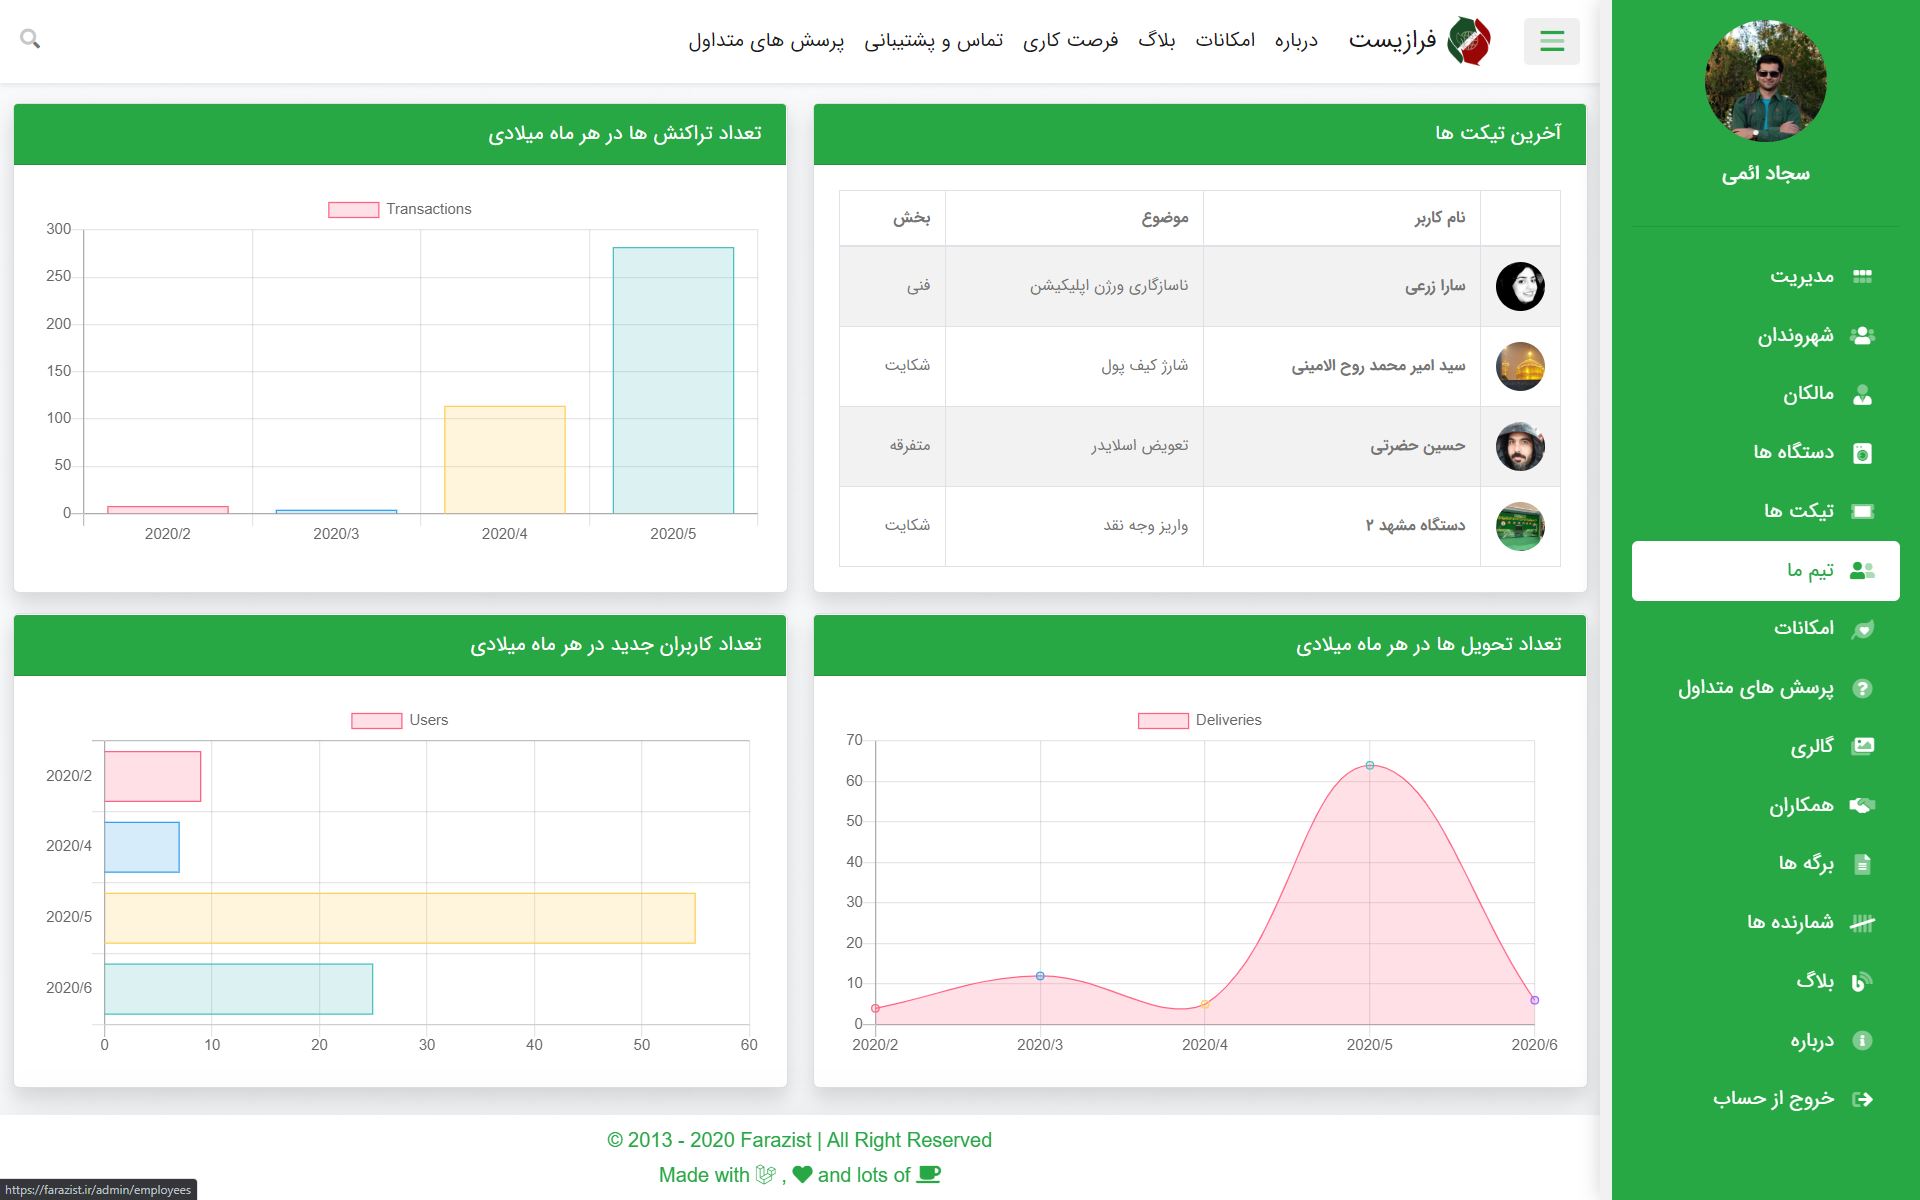 فرازیست
درباره
امکانات
بلاگ
فرصت کاری
تماس و پشتیبانی
پرسش های متداول
سجاد ائمی
مدیریت
شهروندان
مالکان
دستگاه ها
تیکت ها
تیم ما
امکانات
پرسش های متداول
گالری
همکاران
برگه ها
شمارنده ها
بلاگ
درباره
خروج از حساب
آخرین تیکت ها
نام کاربر موضوع بخش
سارا زرعی ناسازگاری ورژن اپلیکیشن فنی
سید امیر محمد روح الامینی شارژ کیف پول شکایت
حسین حضرتی تعویض اسلایدر متفرقه
دستگاه مشهد ۲ واریز وجه نقد شکایت
تعداد تراکنش ها در هر ماه میلادی
Transactions
300
250
200
150
100
50
0
2020/2 2020/3 2020/4 2020/5
تعداد تحویل ها در هر ماه میلادی
Deliveries
70
60
50
40
30
20
10
0
2020/2 2020/3 2020/4 2020/5 2020/6
تعداد کاربران جدید در هر ماه میلادی
Users
2020/2
2020/4
2020/5
2020/6
0 10 20 30 40 50 60
© 2013 - 2020 Farazist | All Right Reserved
Made with , and lots of
https://farazist.ir/admin/employees